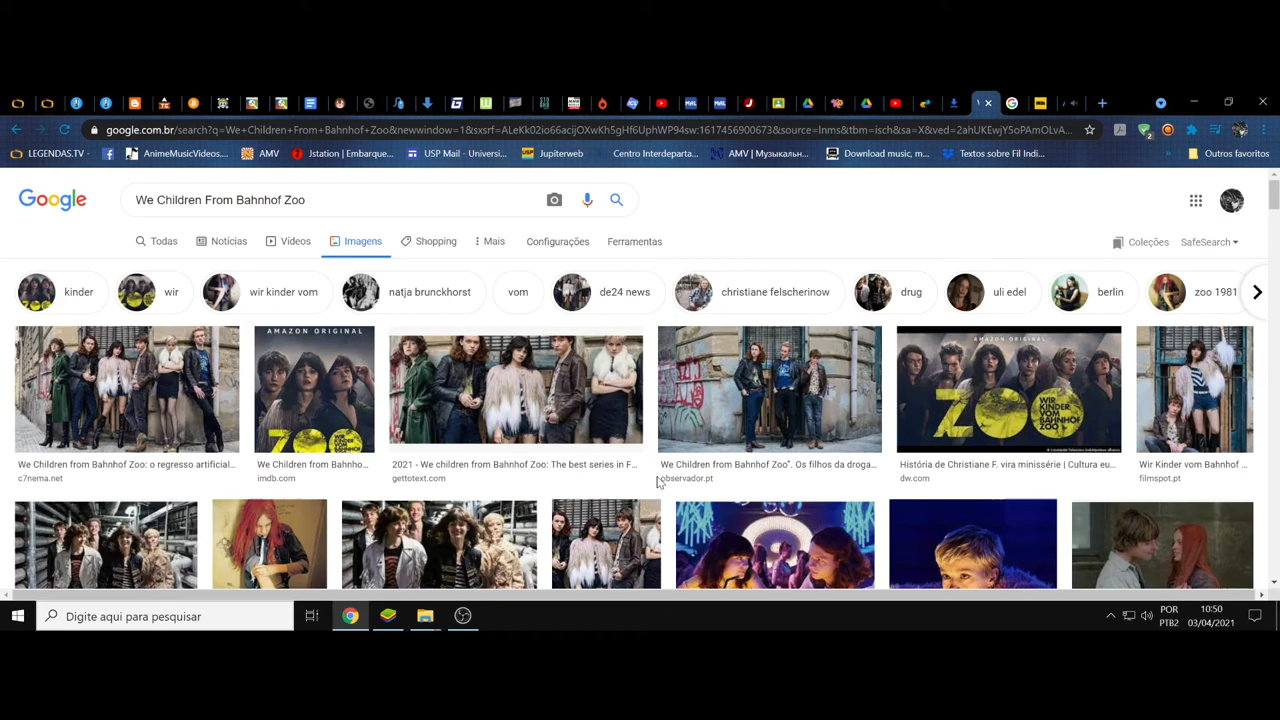 google.com.br/search?q=We+Children+From+Bahnhof+Zoo&newwindow=1&sxsrf=ALeKk02io66acijOXwKh5gHf6UphWP94sw:1617456900673&source=lnms&tbm=isch&sa=X&ved=2ahUKEwjY5oPAmOLvA...
LEGENDAS.TV -
AnimeMusicVideos....
AMV
Jstation | Embarque...
USP Mail - Universi...
Jupiterweb
Centro Interdeparta...
AMV | Музыкальн...
Download music, m...
Textos sobre Fil Indi...
Outros favoritos
Google
We Children From Bahnhof Zoo
Todas
Notícias
Vídeos
Imagens
Shopping
Mais
Configurações
Ferramentas
Coleções
SafeSearch
kinder
wir
wir kinder vom
natja brunckhorst
vom
de24 news
christiane felscherinow
drug
uli edel
berlin
zoo 1981
AMAZON ORIGINAL
ZOO
AMAZON ORIGINAL
ZOO
WIR KINDER VOM BAHNHOF ZOO
We Children from Bahnhof Zoo: o regresso artificial...
c7nema.net
We Children from Bahnho...
imdb.com
2021 - We children from Bahnhof Zoo: The best series in F...
gettotext.com
We Children from Bahnhof Zoo”. Os filhos da droga...
observador.pt
História de Christiane F. vira minissérie | Cultura eu...
dw.com
Wir Kinder vom Bahnhof ...
filmspot.pt
Digite aqui para pesquisar
POR
PTB2
10:50
03/04/2021